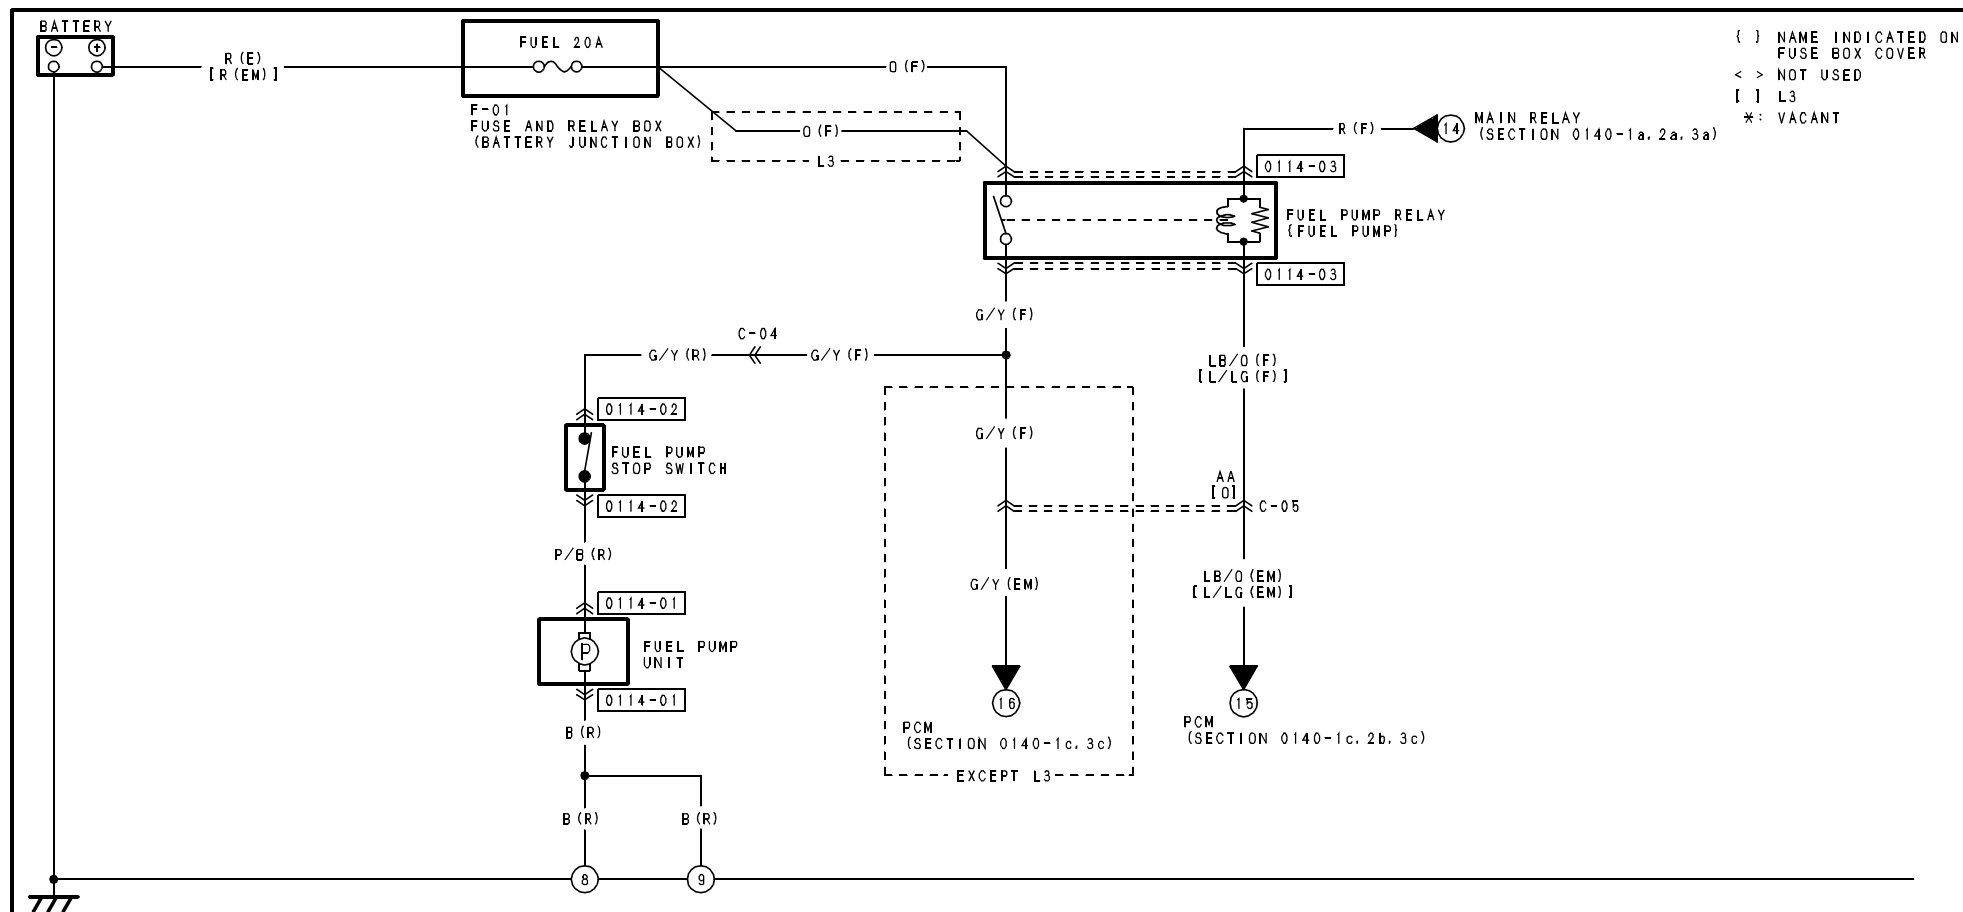 BATTERY
- +
R (E)
[ R (EM) ]
FUEL 20A
F-01
FUSE AND RELAY BOX
(BATTERY JUNCTION BOX)
O (F)
O (F)
L3
{ } NAME INDICATED ON
FUSE BOX COVER
< > NOT USED
[ ] L3
*: VACANT
R (F)
14
MAIN RELAY
(SECTION 0140-1a, 2a, 3a)
0114-03
FUEL PUMP RELAY
{FUEL PUMP}
0114-03
G/Y (F)
C-04
G/Y (R)
G/Y (F)
LB/O (F)
[ L/LG (F) ]
0114-02
FUEL PUMP
STOP SWITCH
0114-02
G/Y (F)
AA
[O]
C-05
P/B (R)
0114-01
P
FUEL PUMP
UNIT
0114-01
G/Y (EM)
LB/O (EM)
[ L/LG (EM) ]
16
PCM
(SECTION 0140-1c, 3c)
EXCEPT L3
15
PCM
(SECTION 0140-1c, 2b, 3c)
B (R)
B (R)
B (R)
8
9